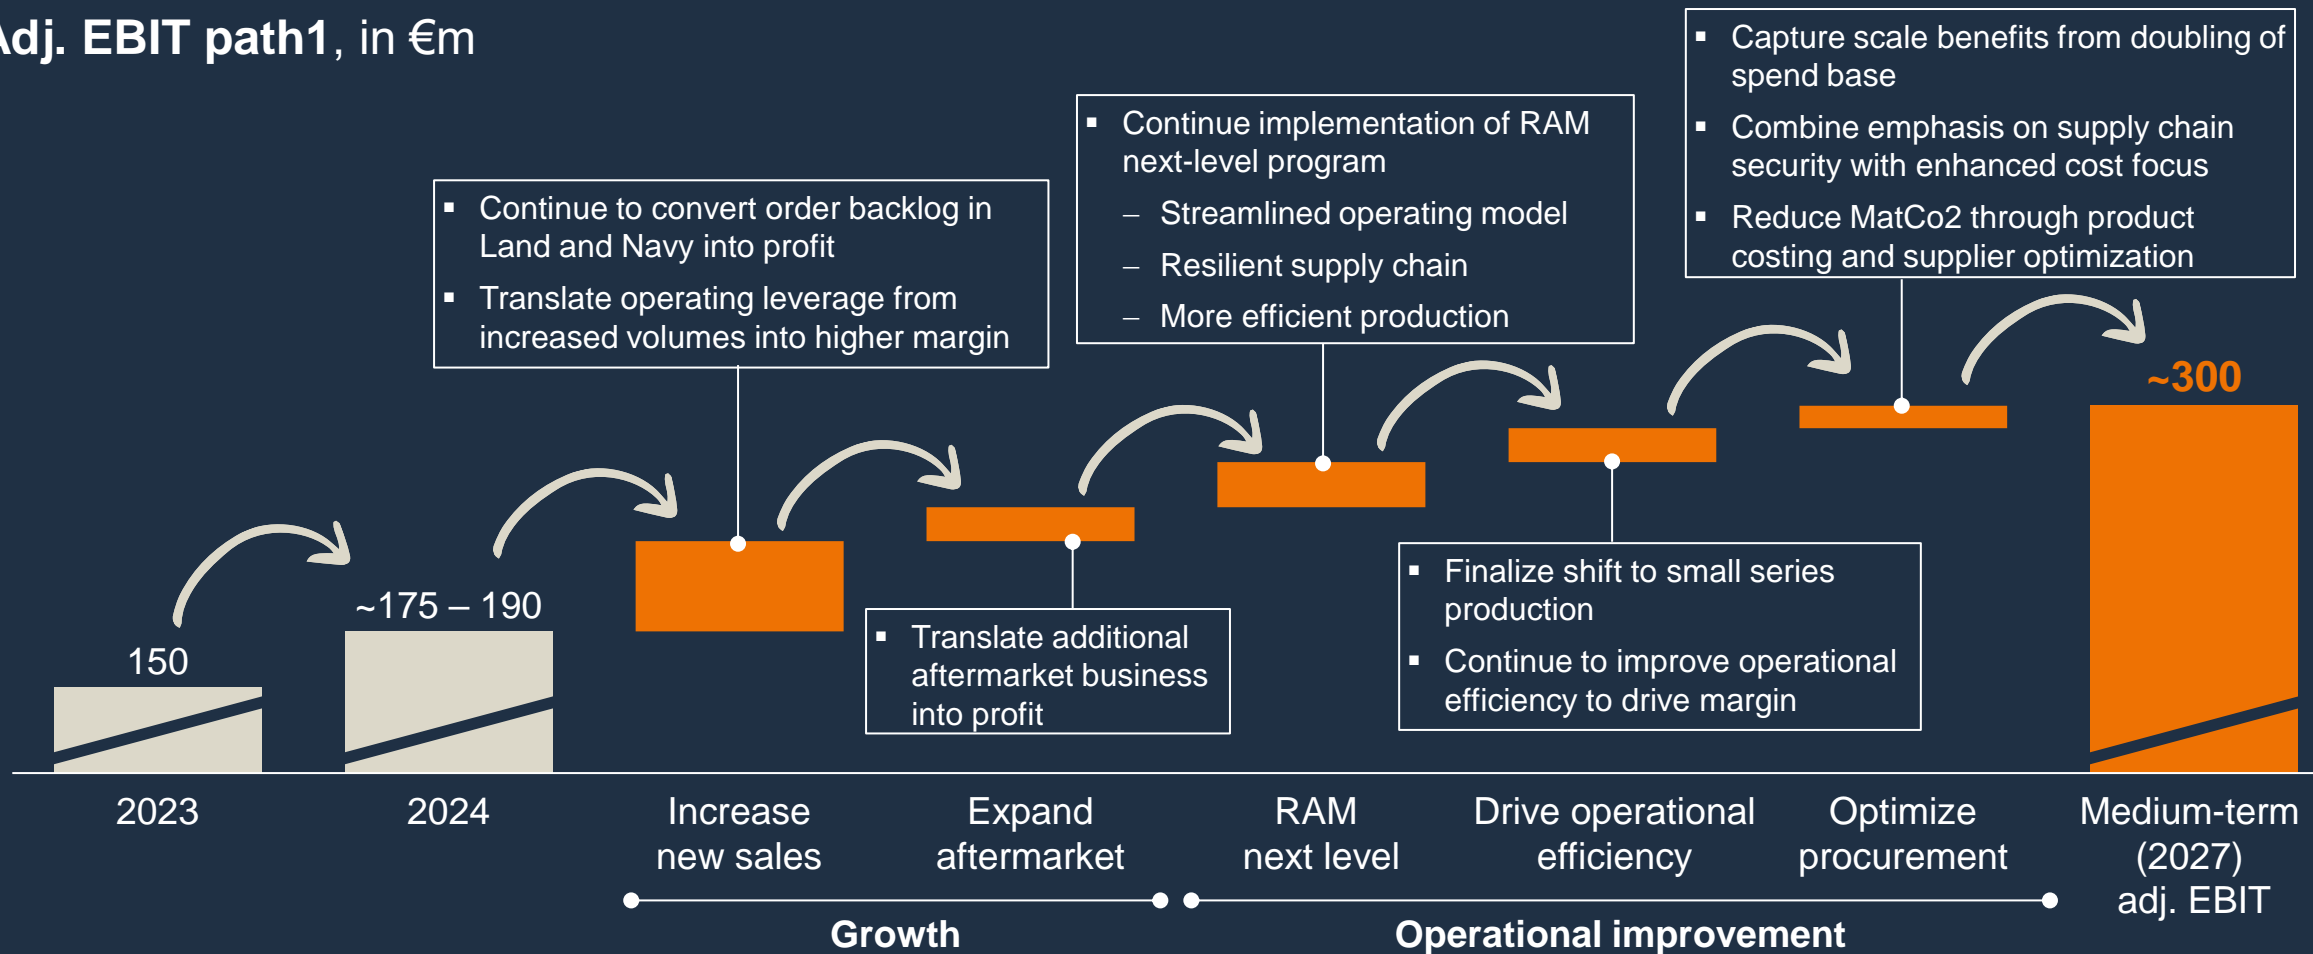 Adj. EBIT path1, in €m
▪ Capture scale benefits from doubling of
spend base
▪ Combine emphasis on supply chain
security with enhanced cost focus
▪ Reduce MatCo2 through product
costing and supplier optimization
▪ Continue implementation of RAM
next-level program
– Streamlined operating model
– Resilient supply chain
– More efficient production
▪ Continue to convert order backlog in
Land and Navy into profit
▪ Translate operating leverage from
increased volumes into higher margin
~300
~175 – 190
150
▪ Translate additional
aftermarket business
into profit
▪ Finalize shift to small series
production
▪ Continue to improve operational
efficiency to drive margin
2023
2024
Increase
new sales
Expand
aftermarket
RAM
next level
Drive operational
efficiency
Optimize
procurement
Medium-term
(2027)
adj. EBIT
Growth
Operational improvement